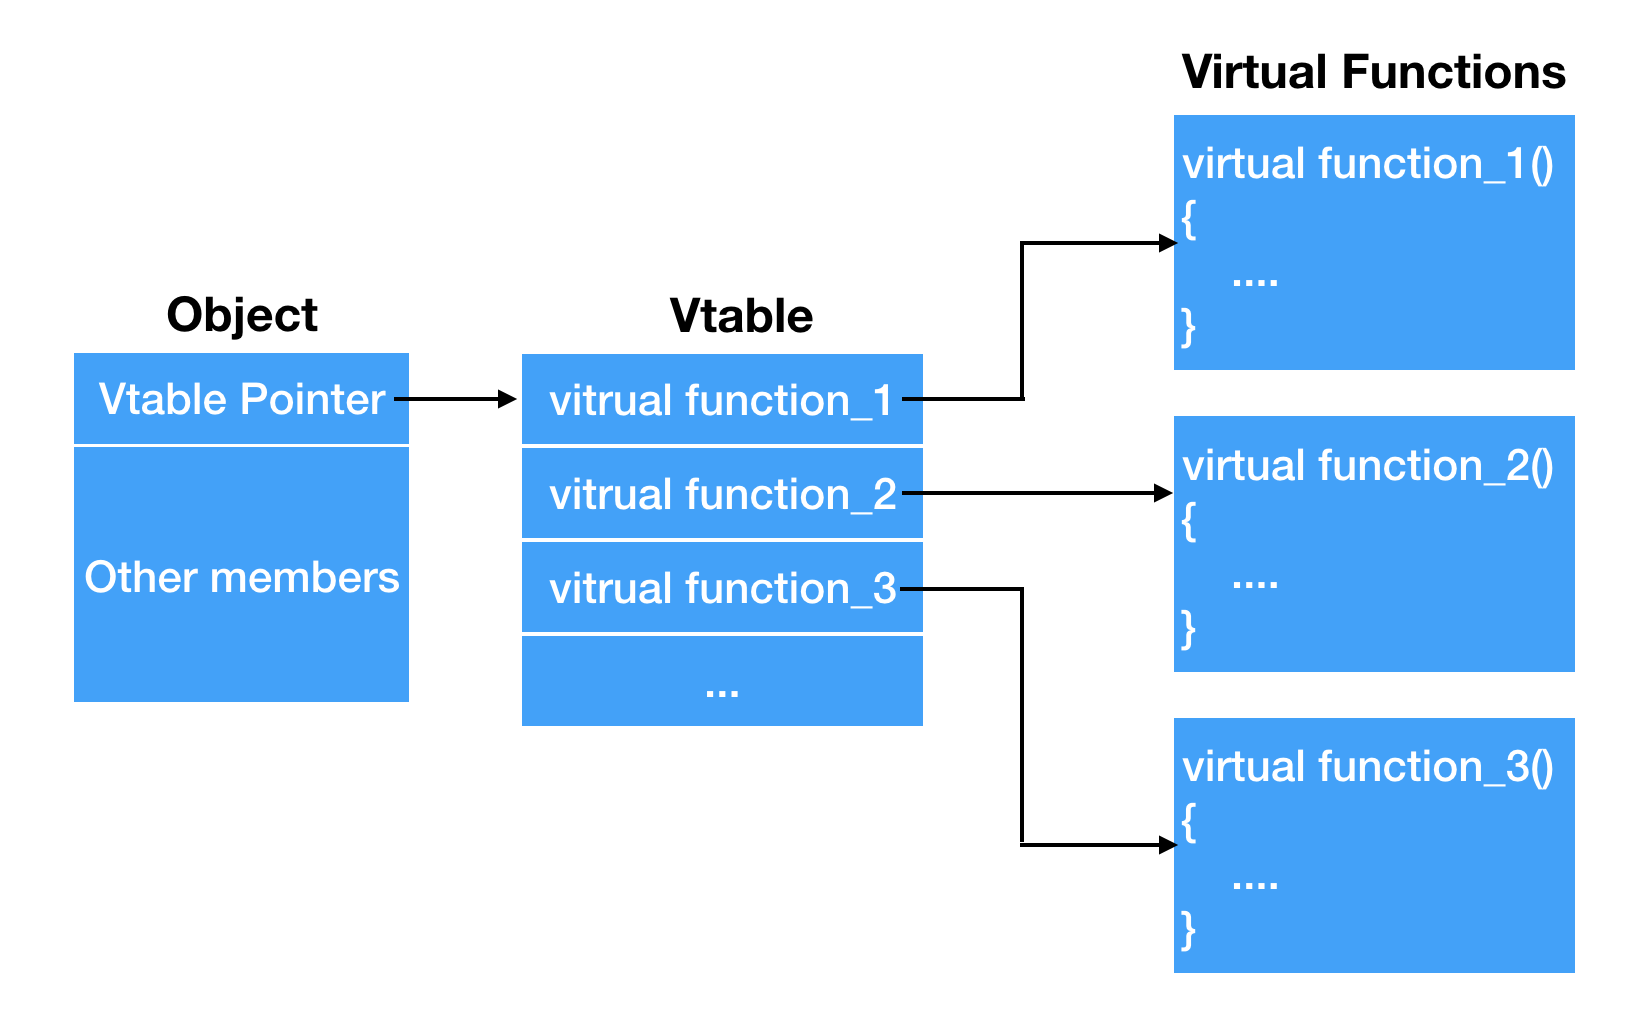 Object
Vtable Pointer
Other members
Vtable
vitrual function_1
vitrual function_2
vitrual function_3
...
Virtual Functions
virtual function_1()
{
....
}
virtual function_2()
{
....
}
virtual function_3()
{
....
}